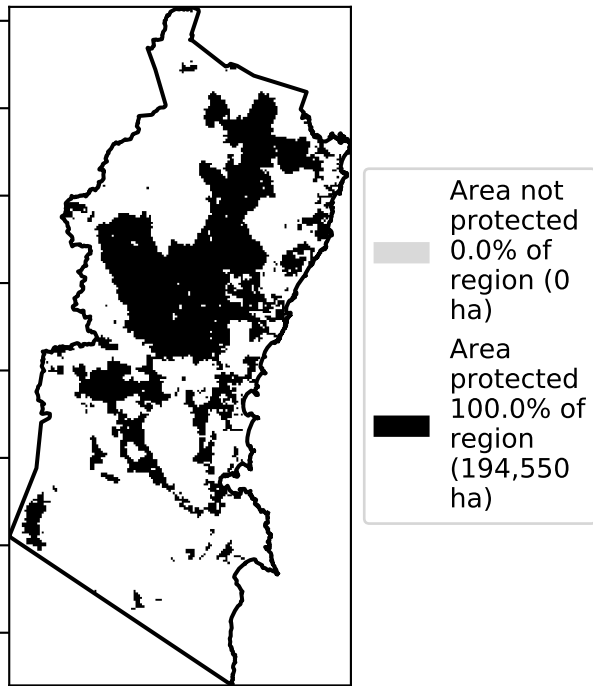 Area not
protected
0.0% of
region (0
ha)
Area
protected
100.0% of
region
(194,550
ha)